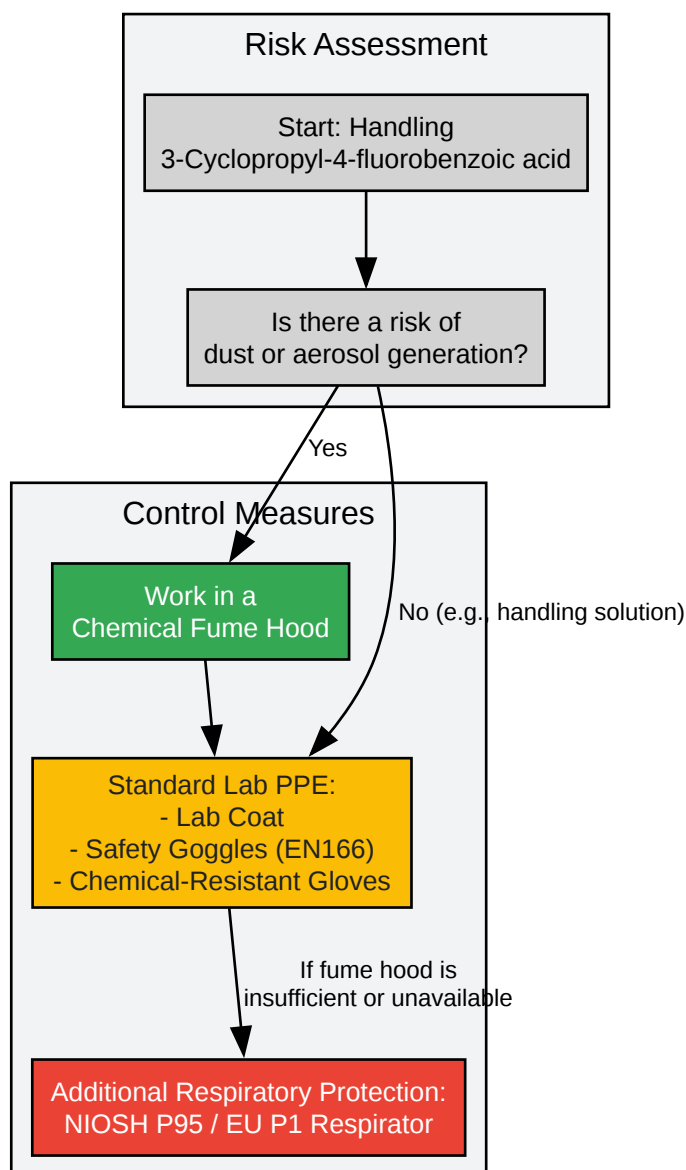 Risk Assessment
Start: Handling
3-Cyclopropyl-4-fluorobenzoic acid
Is there a risk of
dust or aerosol generation?
Yes
Control Measures
Work in a
Chemical Fume Hood
No (e.g., handling solution)
Standard Lab PPE:
- Lab Coat
- Safety Goggles (EN166)
- Chemical-Resistant Gloves
If fume hood is
insufficient or unavailable
Additional Respiratory Protection:
NIOSH P95 / EU P1 Respirator